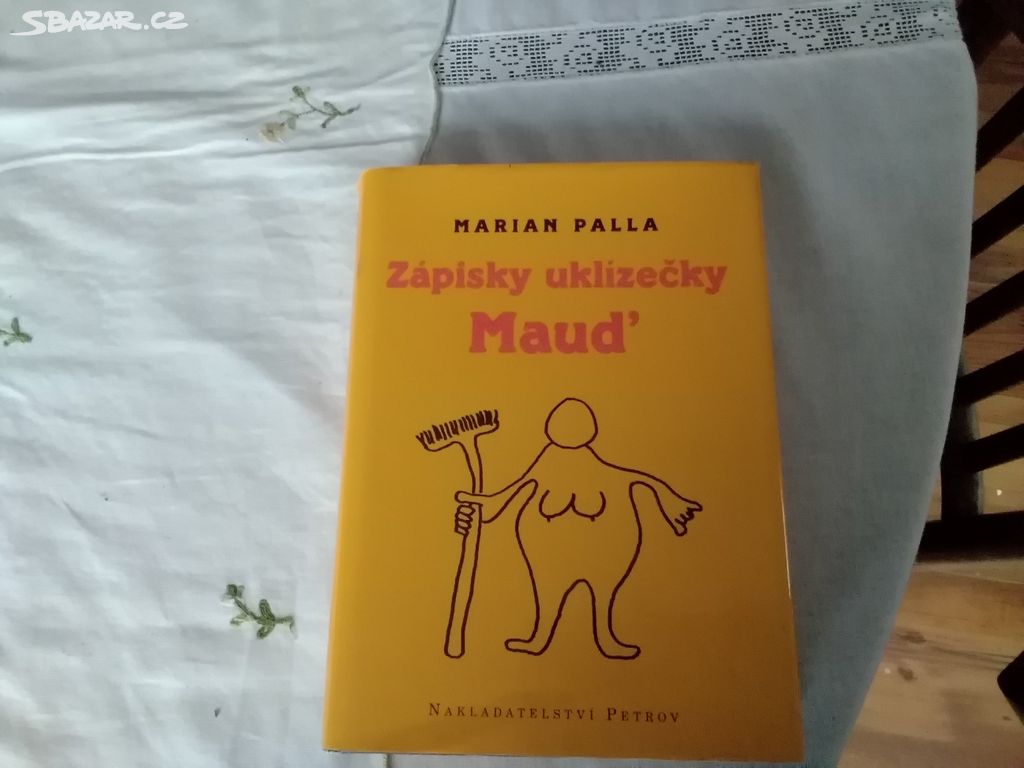 SBAZAR.CZ
MARIAN PALLA
Zápisky uklízečky
Mauď
NAKLADATELSTVÍ PETROV